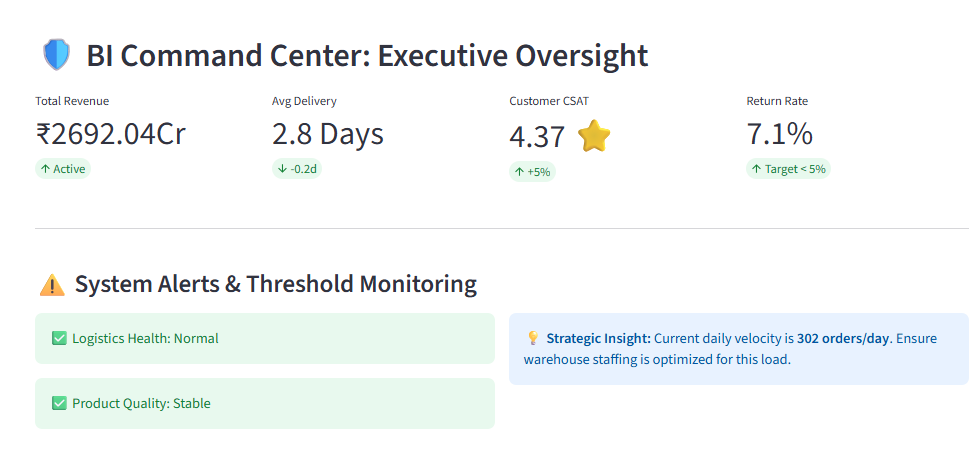 🛡️ BI Command Center: Executive Oversight
Total Revenue
₹2692.04Cr
↑ Active
Avg Delivery
2.8 Days
↓ -0.2d
Customer CSAT
4.37 ⭐
↑ +5%
Return Rate
7.1%
↑ Target < 5%
⚠️ System Alerts & Threshold Monitoring
✅ Logistics Health: Normal
✅ Product Quality: Stable
💡 Strategic Insight: Current daily velocity is 302 orders/day. Ensure
warehouse staffing is optimized for this load.